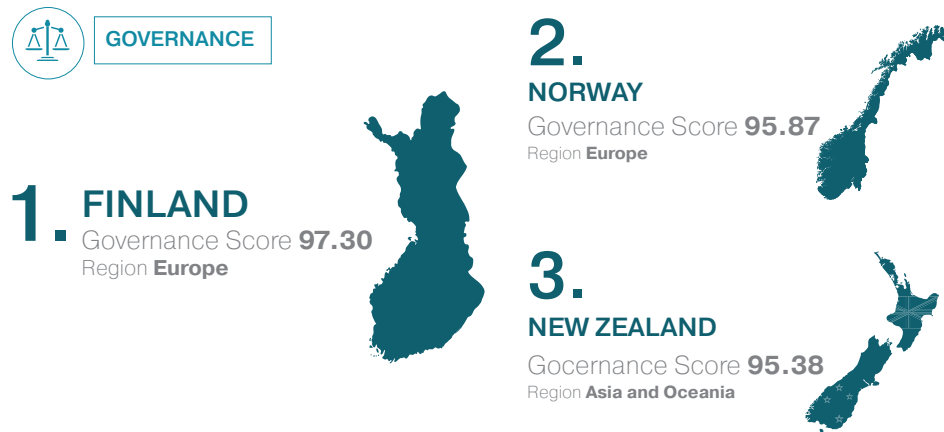 GOVERNANCE
1.
FINLAND
Governance Score 97.30
Region Europe
2.
NORWAY
Governance Score 95.87
Region Europe
3.
NEW ZEALAND
Gocernance Score 95.38
Region Asia and Oceania